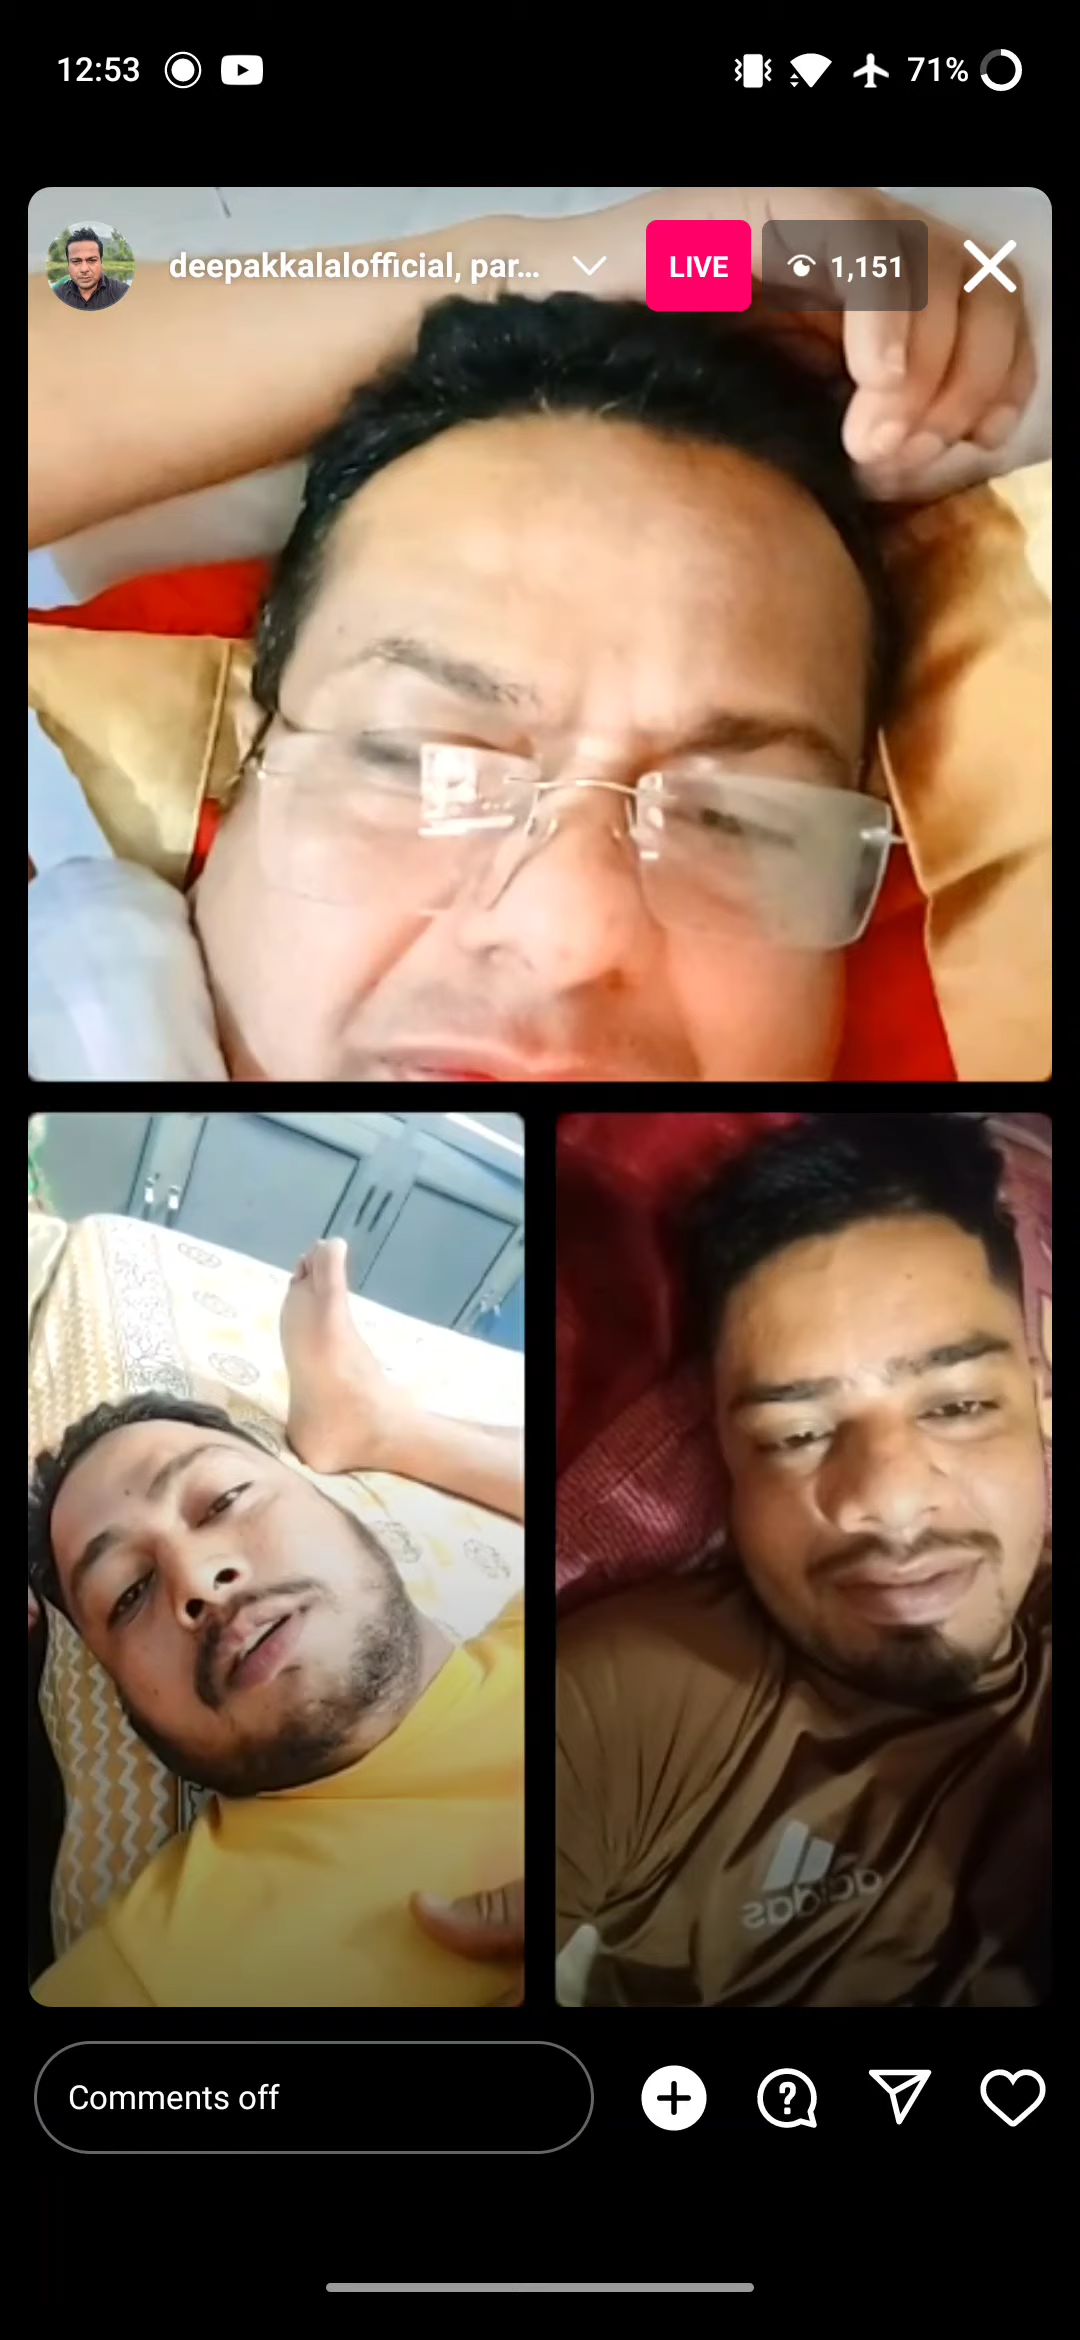 12:53
71%
deepakkalalofficial, par...
LIVE
1,151
adidas
Comments off